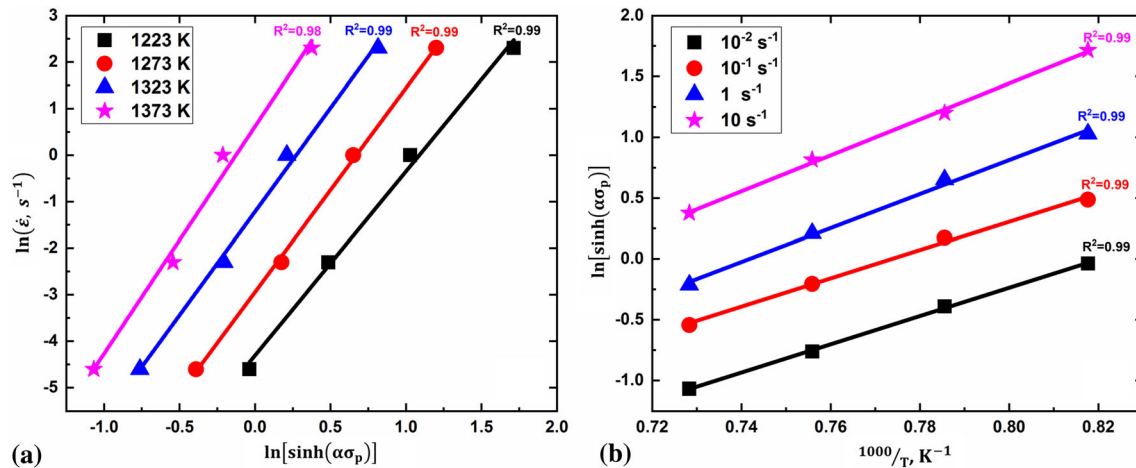 R²=0.98 R²=0.99 R²=0.99 R²=0.99
1223 K
1273 K
1323 K
1373 K
ln(ε̇, s⁻¹)
3
2
1
0
-1
-2
-3
-4
-5
-1.0 -0.5 0.0 0.5 1.0 1.5 2.0
(a) ln[sinh(ασₚ)]
10⁻² s⁻¹
10⁻¹ s⁻¹
1 s⁻¹
10 s⁻¹
R²=0.99
R²=0.99
R²=0.99
R²=0.99
ln[sinh(ασₚ)]
2.0
1.5
1.0
0.5
0.0
-0.5
-1.0
0.72 0.74 0.76 0.78 0.80 0.82
(b) 1000/T, K⁻¹